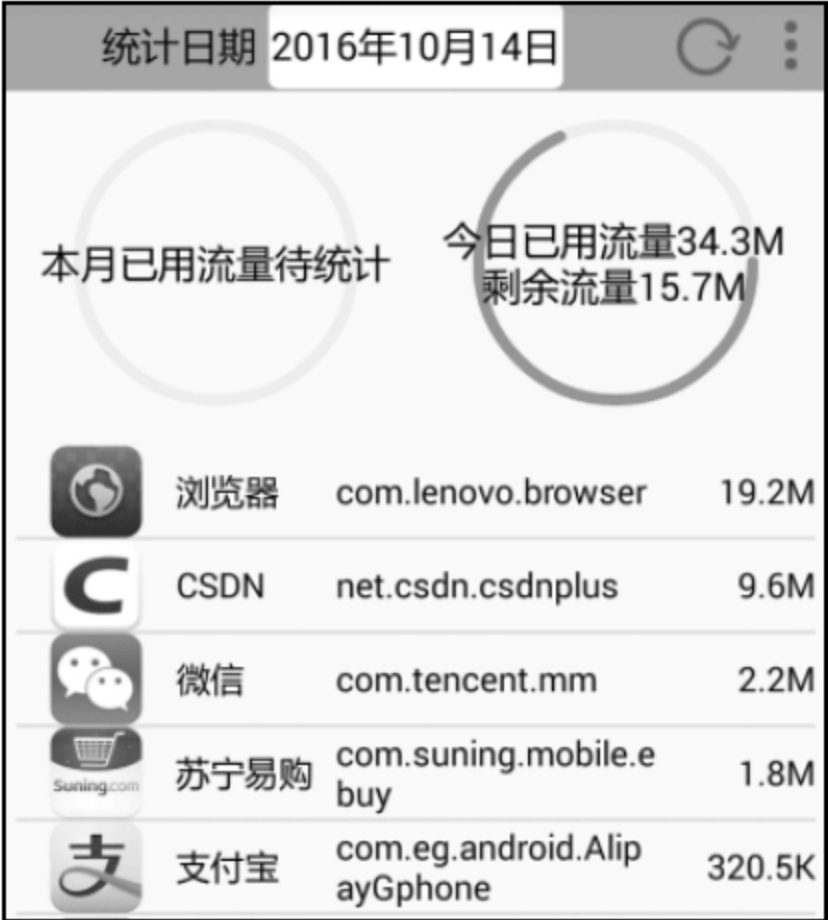 统计日期 2016年10月14日
本月已用流量待统计
今日已用流量34.3M
剩余流量15.7M
浏览器 com.lenovo.browser 19.2M
CSDN net.csdn.csdnplus 9.6M
微信 com.tencent.mm 2.2M
Suning.com
苏宁易购 com.suning.mobile.e
buy 1.8M
支付宝 com.eg.android.Alip
ayGphone 320.5K